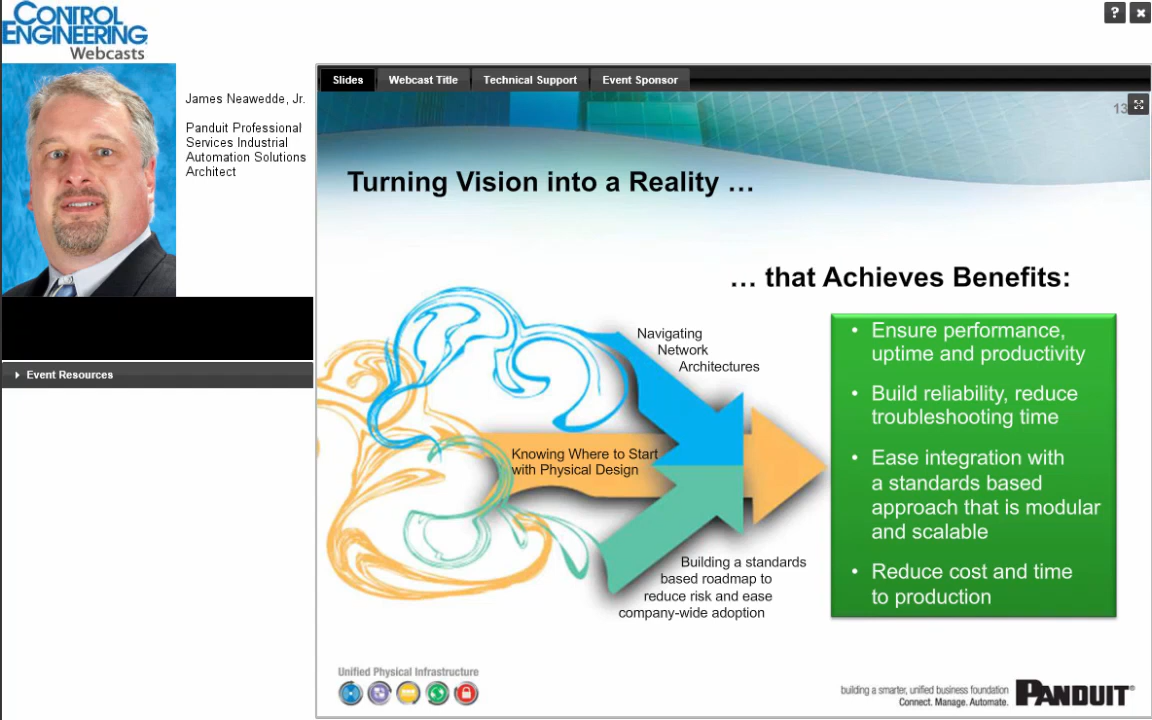 CONTROL
ENGINEERING
Webcasts
?
James Neawedde, Jr.
Panduit Professional
Services Industrial
Automation Solutions
Architect
Event Resources
Slides
Webcast Title
Technical Support
Event Sponsor
13
Turning Vision into a Reality …
… that Achieves Benefits:
Navigating
Network
Architectures
Knowing Where to Start
with Physical Design
Building a standards
based roadmap to
reduce risk and ease
company-wide adoption
• Ensure performance,
uptime and productivity
• Build reliability, reduce
troubleshooting time
• Ease integration with
a standards based
approach that is modular
and scalable
• Reduce cost and time
to production
Unified Physical Infrastructure
building a smarter, unified business foundation
Connect. Manage. Automate.
PANDUIT